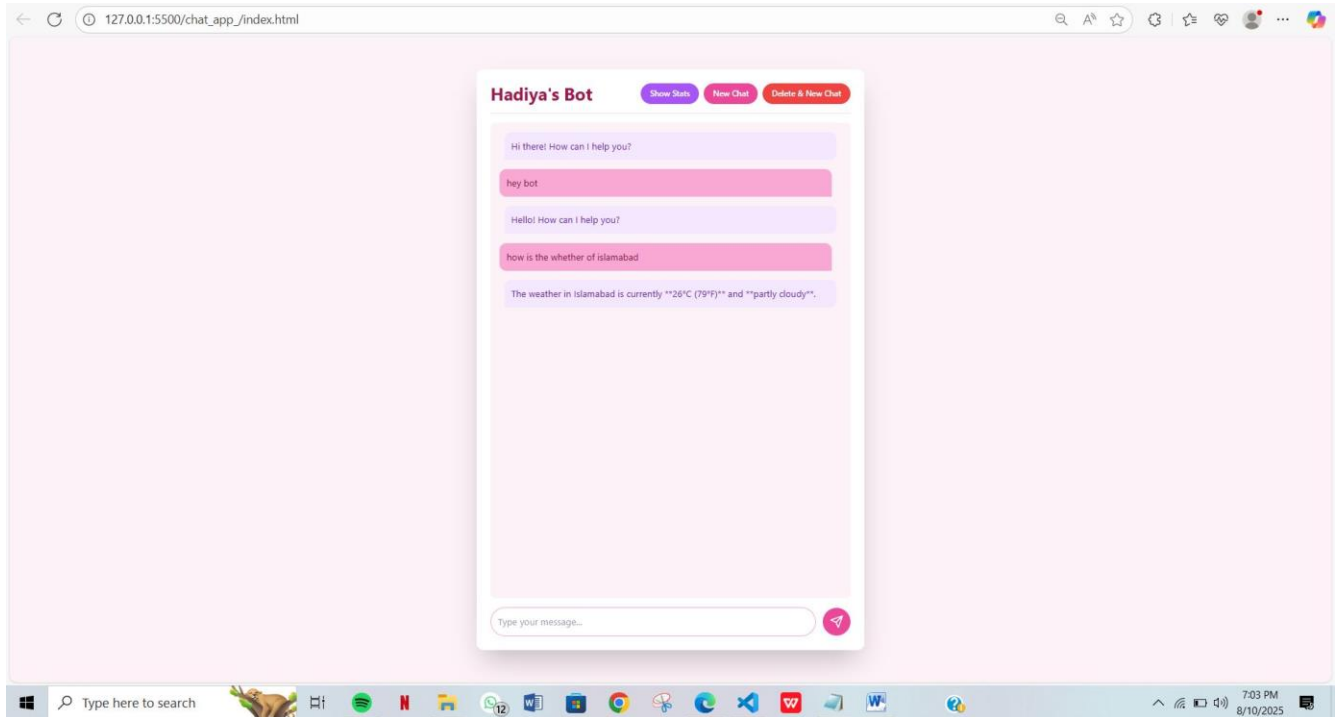 127.0.0.1:5500/chat_app_/index.html
Hadiya's Bot
Show Stats
New Chat
Delete & New Chat
Hi there! How can I help you?
hey bot
Hello! How can I help you?
how is the whether of islamabad
The weather in Islamabad is currently **26°C (79°F)** and **partly cloudy**.
Type your message...
Type here to search
12
7:03 PM
8/10/2025